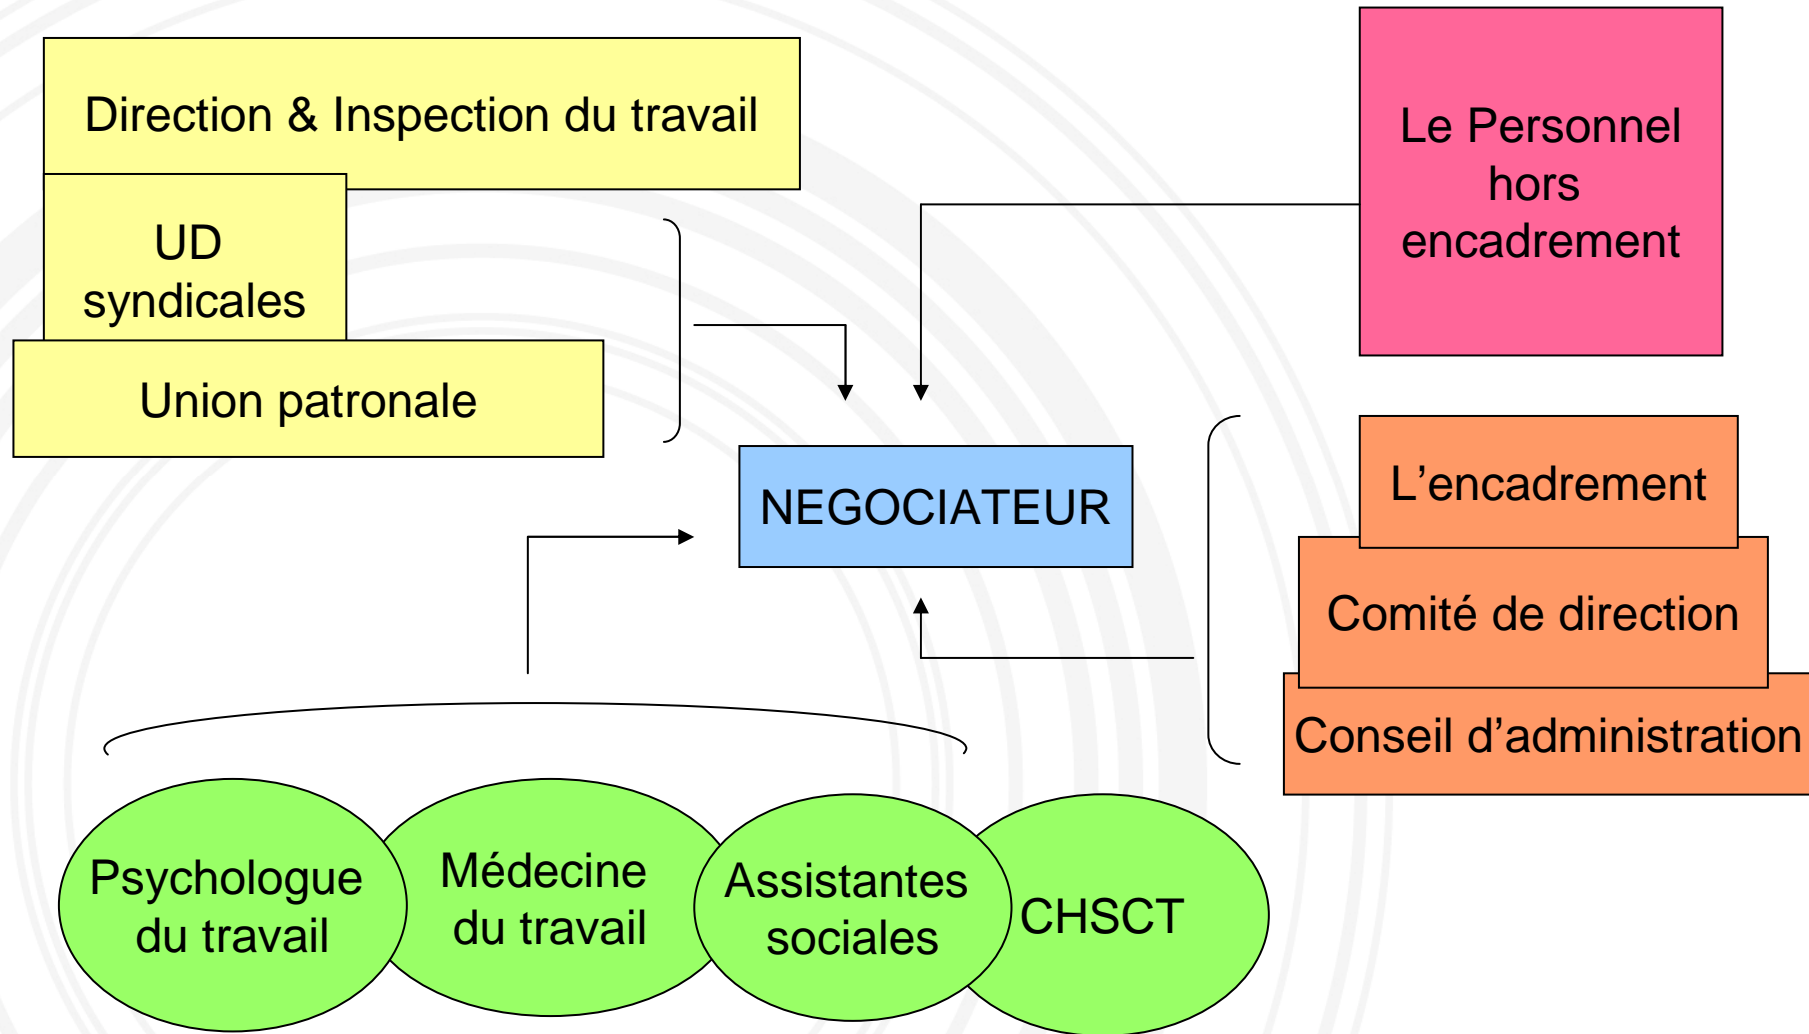 Direction & Inspection du travail
UD
syndicales
Union patronale
Le Personnel
hors
encadrement
NEGOCIATEUR
L’encadrement
Comité de direction
Conseil d’administration
Psychologue
du travail
Médecine
du travail
Assistantes
sociales
CHSCT